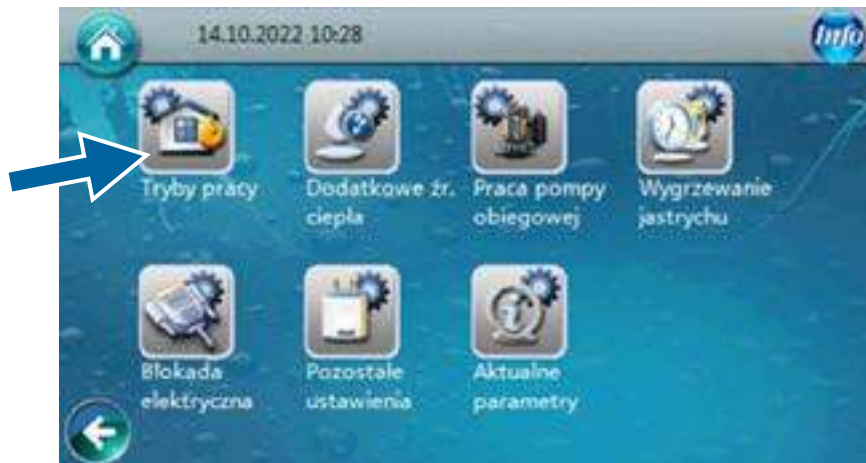 14.10.2022 10:28
Info
Tryby pracy
Dodatkowe źr.
ciepła
Praca pompy
obiegowej
Wygrzewanie
jastrychu
Blokada
elektryczna
Pozostałe
ustawienia
Aktualne
parametry